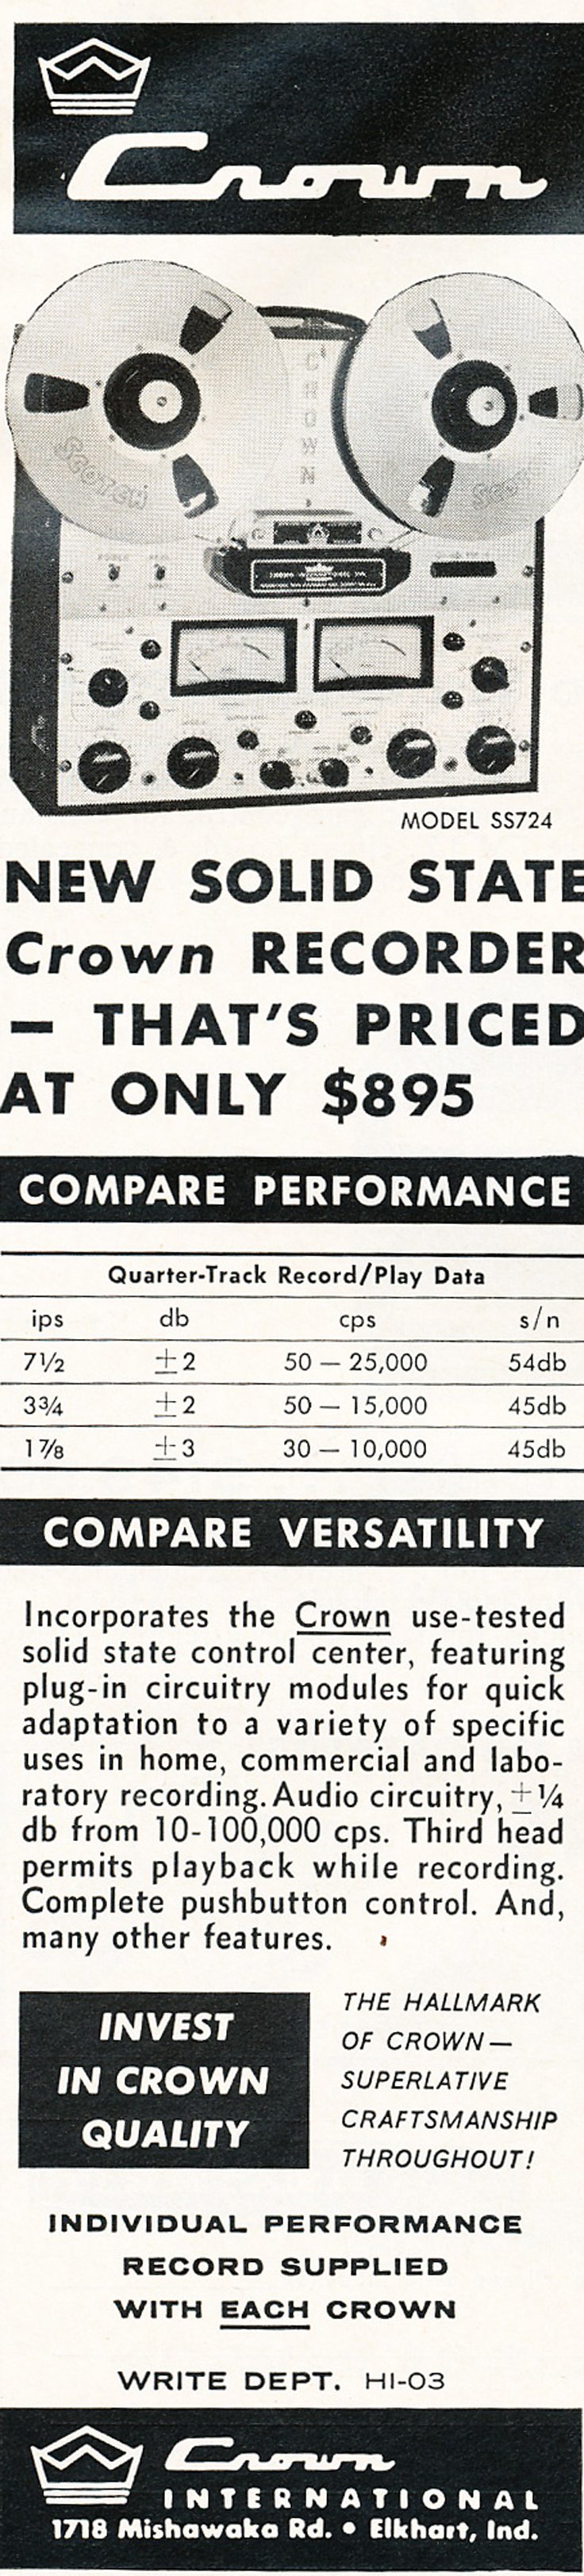 Crown
CROWN
SCOTCH
SCOTCH
MODEL SS724
NEW SOLID STATE
Crown RECORDER
— THAT'S PRICED
AT ONLY $895
COMPARE PERFORMANCE
Quarter-Track Record/Play Data
ips db cps s/n
7½ ±2 50 — 25,000 54db
3¾ ±2 50 — 15,000 45db
1⅞ ±3 30 — 10,000 45db
COMPARE VERSATILITY
Incorporates the Crown use-tested
solid state control center, featuring
plug-in circuitry modules for quick
adaptation to a variety of specific
uses in home, commercial and labo-
ratory recording. Audio circuitry, ±¼
db from 10-100,000 cps. Third head
permits playback while recording.
Complete pushbutton control. And,
many other features.
INVEST
IN CROWN
QUALITY
THE HALLMARK
OF CROWN—
SUPERLATIVE
CRAFTSMANSHIP
THROUGHOUT!
INDIVIDUAL PERFORMANCE
RECORD SUPPLIED
WITH EACH CROWN
WRITE DEPT. HI-03
Crown
INTERNATIONAL
1718 Mishawaka Rd. • Elkhart, Ind.